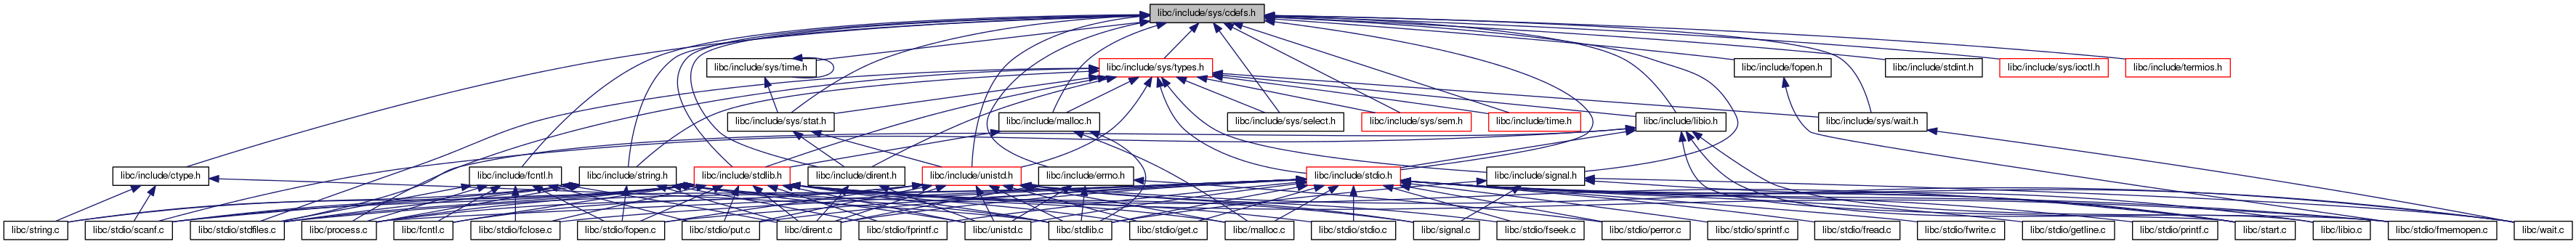 libc/include/sys/cdefs.h
libc/include/sys/time.h
libc/include/sys/types.h
libc/include/fopen.h
libc/include/stdint.h
libc/include/sys/ioctl.h
libc/include/termios.h
libc/include/sys/stat.h
libc/include/malloc.h
libc/include/sys/select.h
libc/include/sys/sem.h
libc/include/time.h
libc/include/libio.h
libc/include/sys/wait.h
libc/include/ctype.h
libc/include/fcntl.h
libc/include/string.h
libc/include/stdlib.h
libc/include/dirent.h
libc/include/unistd.h
libc/include/errno.h
libc/include/stdio.h
libc/include/signal.h
libc/string.c
libc/stdio/scanf.c
libc/stdio/stdfiles.c
libc/process.c
libc/fcntl.c
libc/stdio/fclose.c
libc/stdio/fopen.c
libc/stdio/put.c
libc/dirent.c
libc/stdio/fprintf.c
libc/unistd.c
libc/stdlib.c
libc/stdio/get.c
libc/malloc.c
libc/stdio/stdio.c
libc/signal.c
libc/stdio/fseek.c
libc/stdio/perror.c
libc/stdio/sprintf.c
libc/stdio/fread.c
libc/stdio/fwrite.c
libc/stdio/getline.c
libc/stdio/printf.c
libc/start.c
libc/libio.c
libc/stdio/fmemopen.c
libc/wait.c